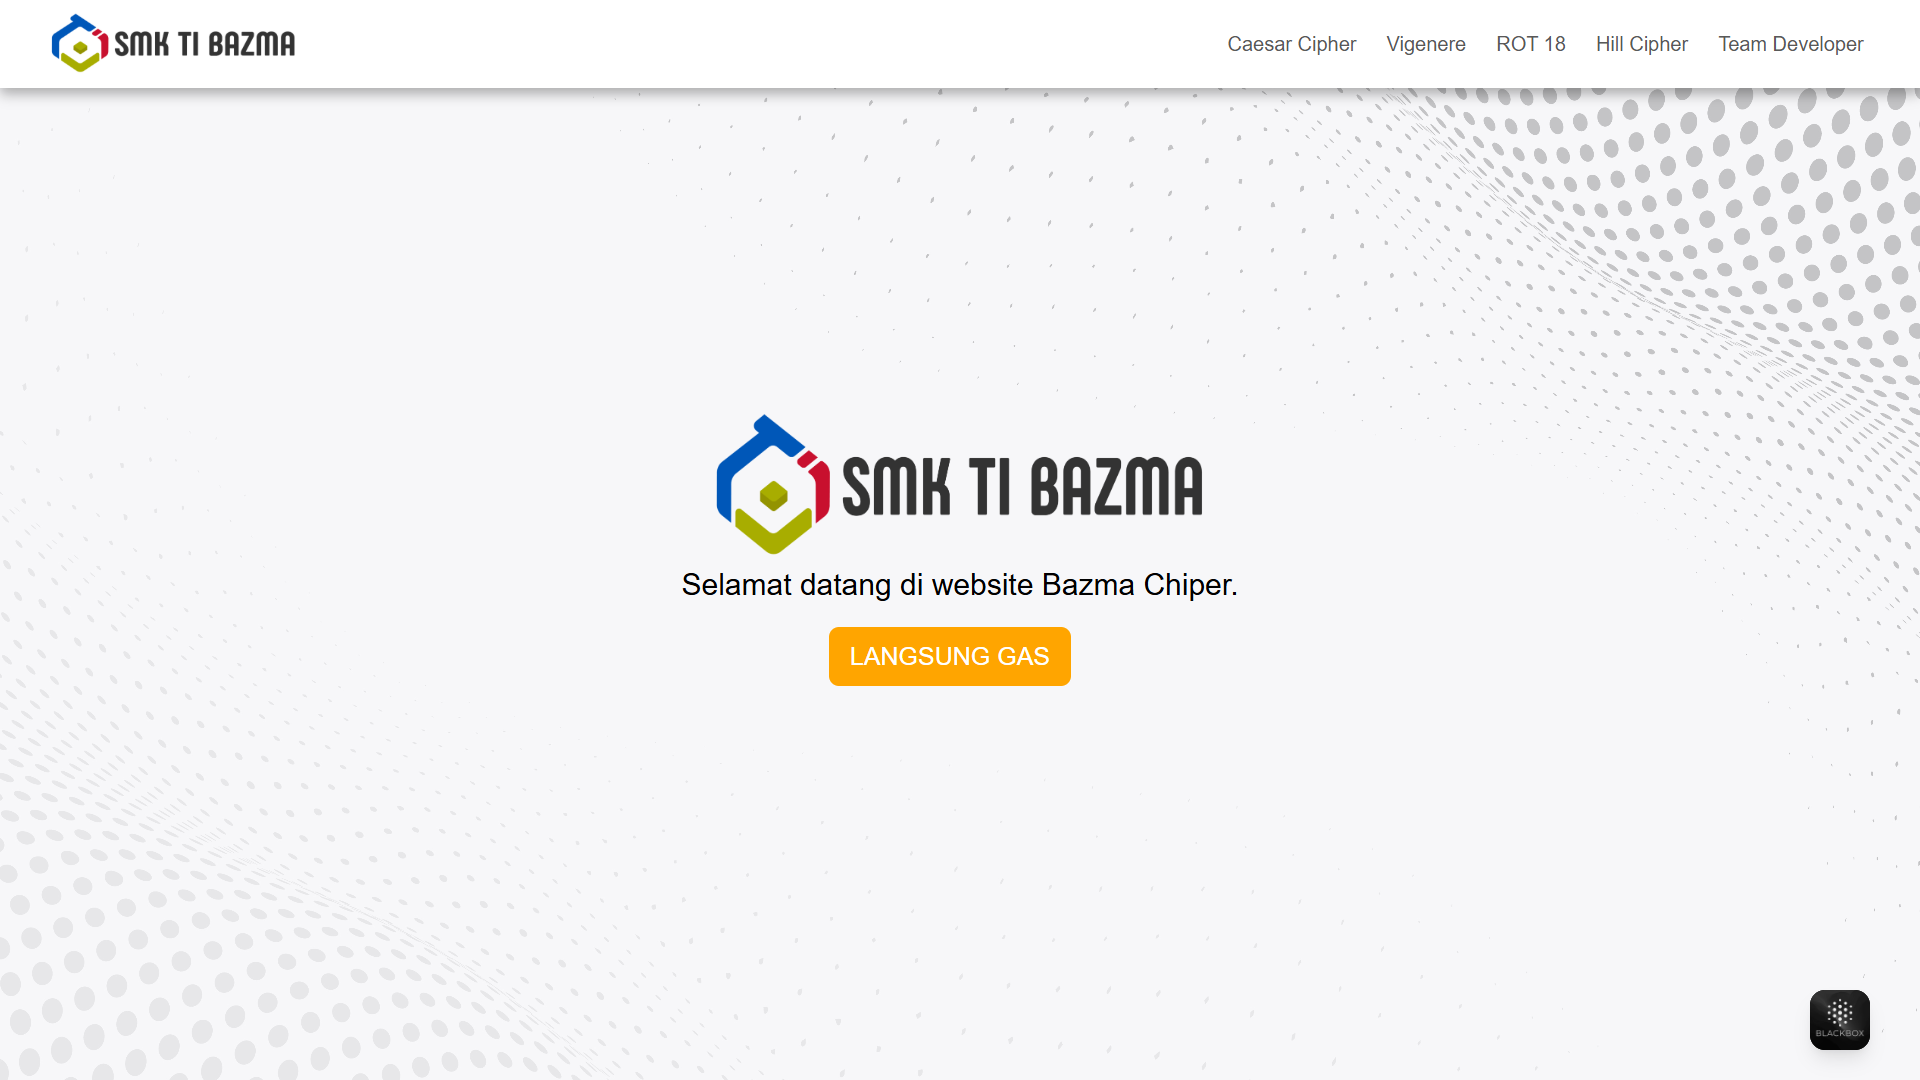 SMK TI BAZMA
Caesar Cipher
Vigenere
ROT 18
Hill Cipher
Team Developer
SMK TI BAZMA
Selamat datang di website Bazma Chiper.
LANGSUNG GAS
BLACKBOX